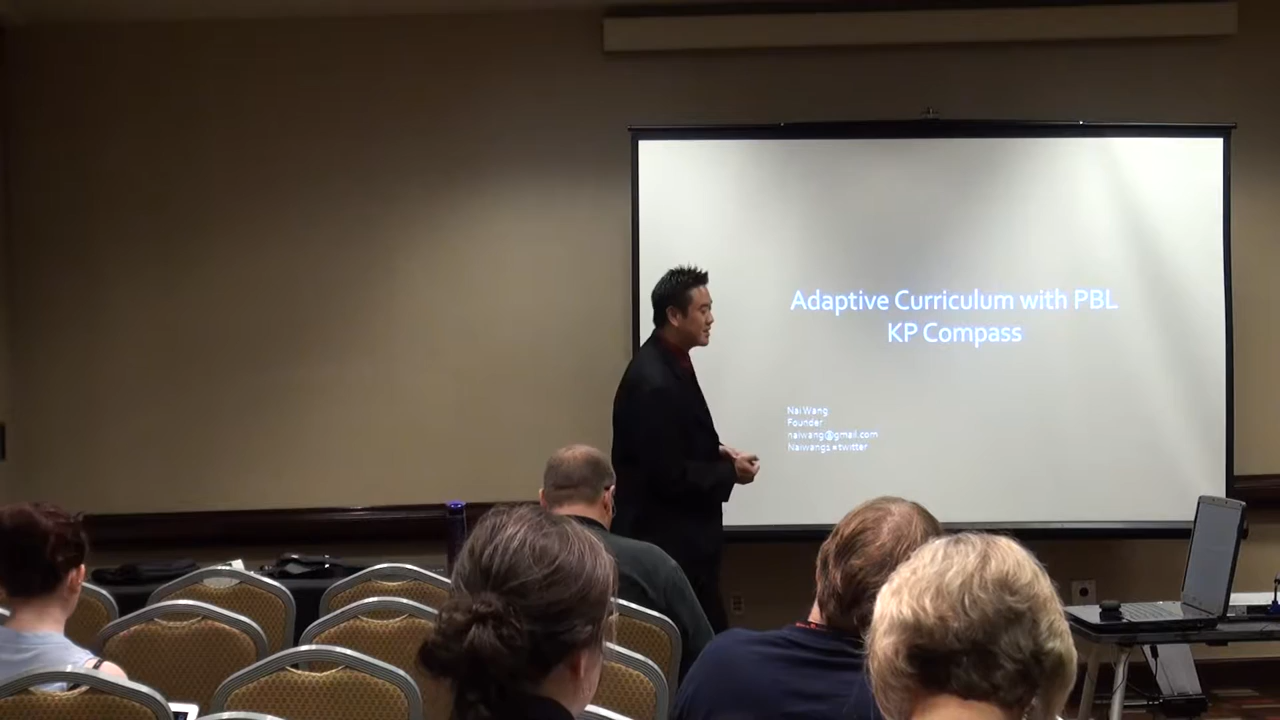 Adaptive Curriculum with PBL
KP Compass
Nai Wang
Founder
naiwang@gmail.com